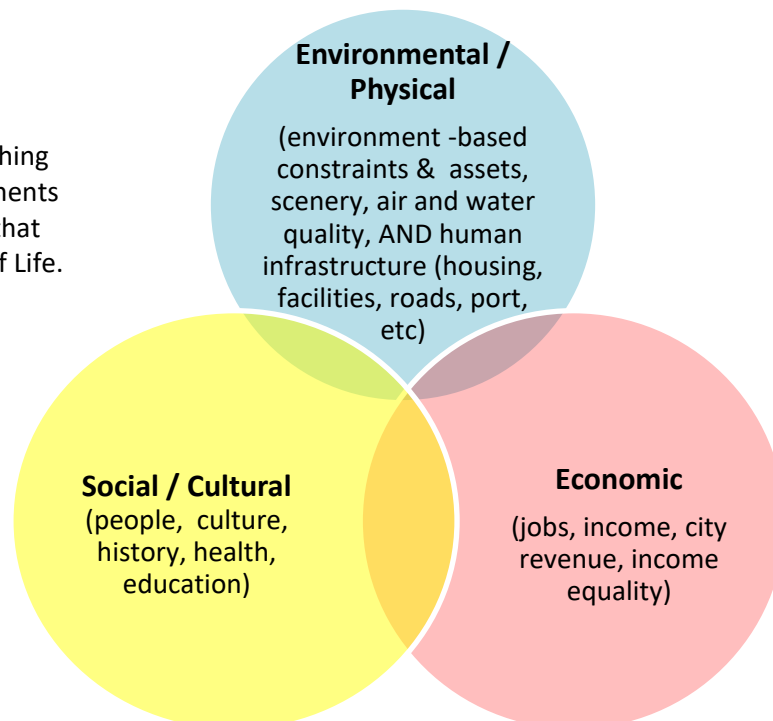 hing
nents
that
f Life.
Environmental /
Physical
(environment -based
constraints & assets,
scenery, air and water
quality, AND human
infrastructure (housing,
facilities, roads, port,
etc)
Social / Cultural
(people, culture,
history, health,
education)
Economic
(jobs, income, city
revenue, income
equality)